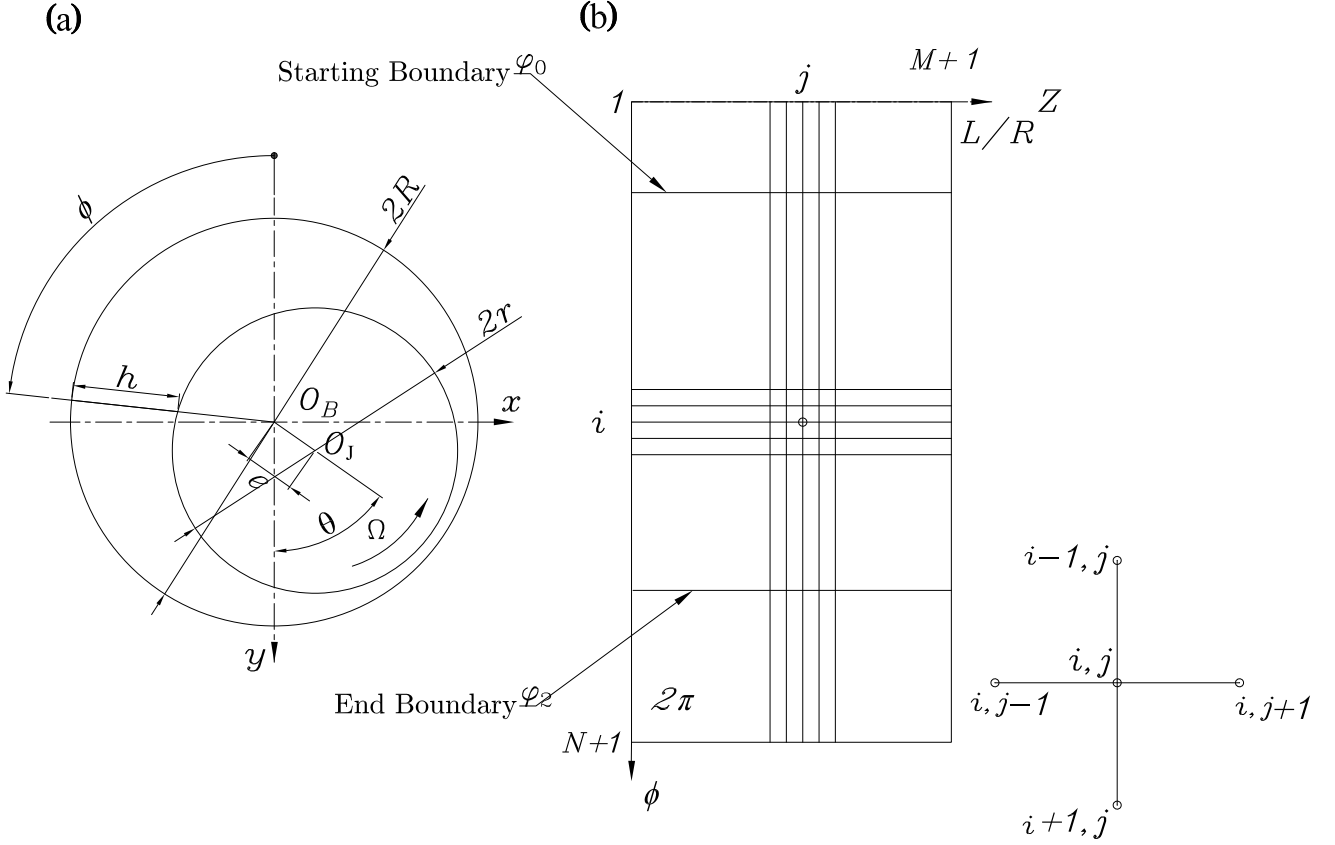 (a)
ϕ
2R
2r
h
O_B
x
O_J
e
θ
Ω
y
(b)
Starting Boundary φ0
j
M+1
1
Z
L/R
i
End Boundary φ2
2π
N+1
ϕ
i−1, j
i, j
i, j−1
i, j+1
i+1, j